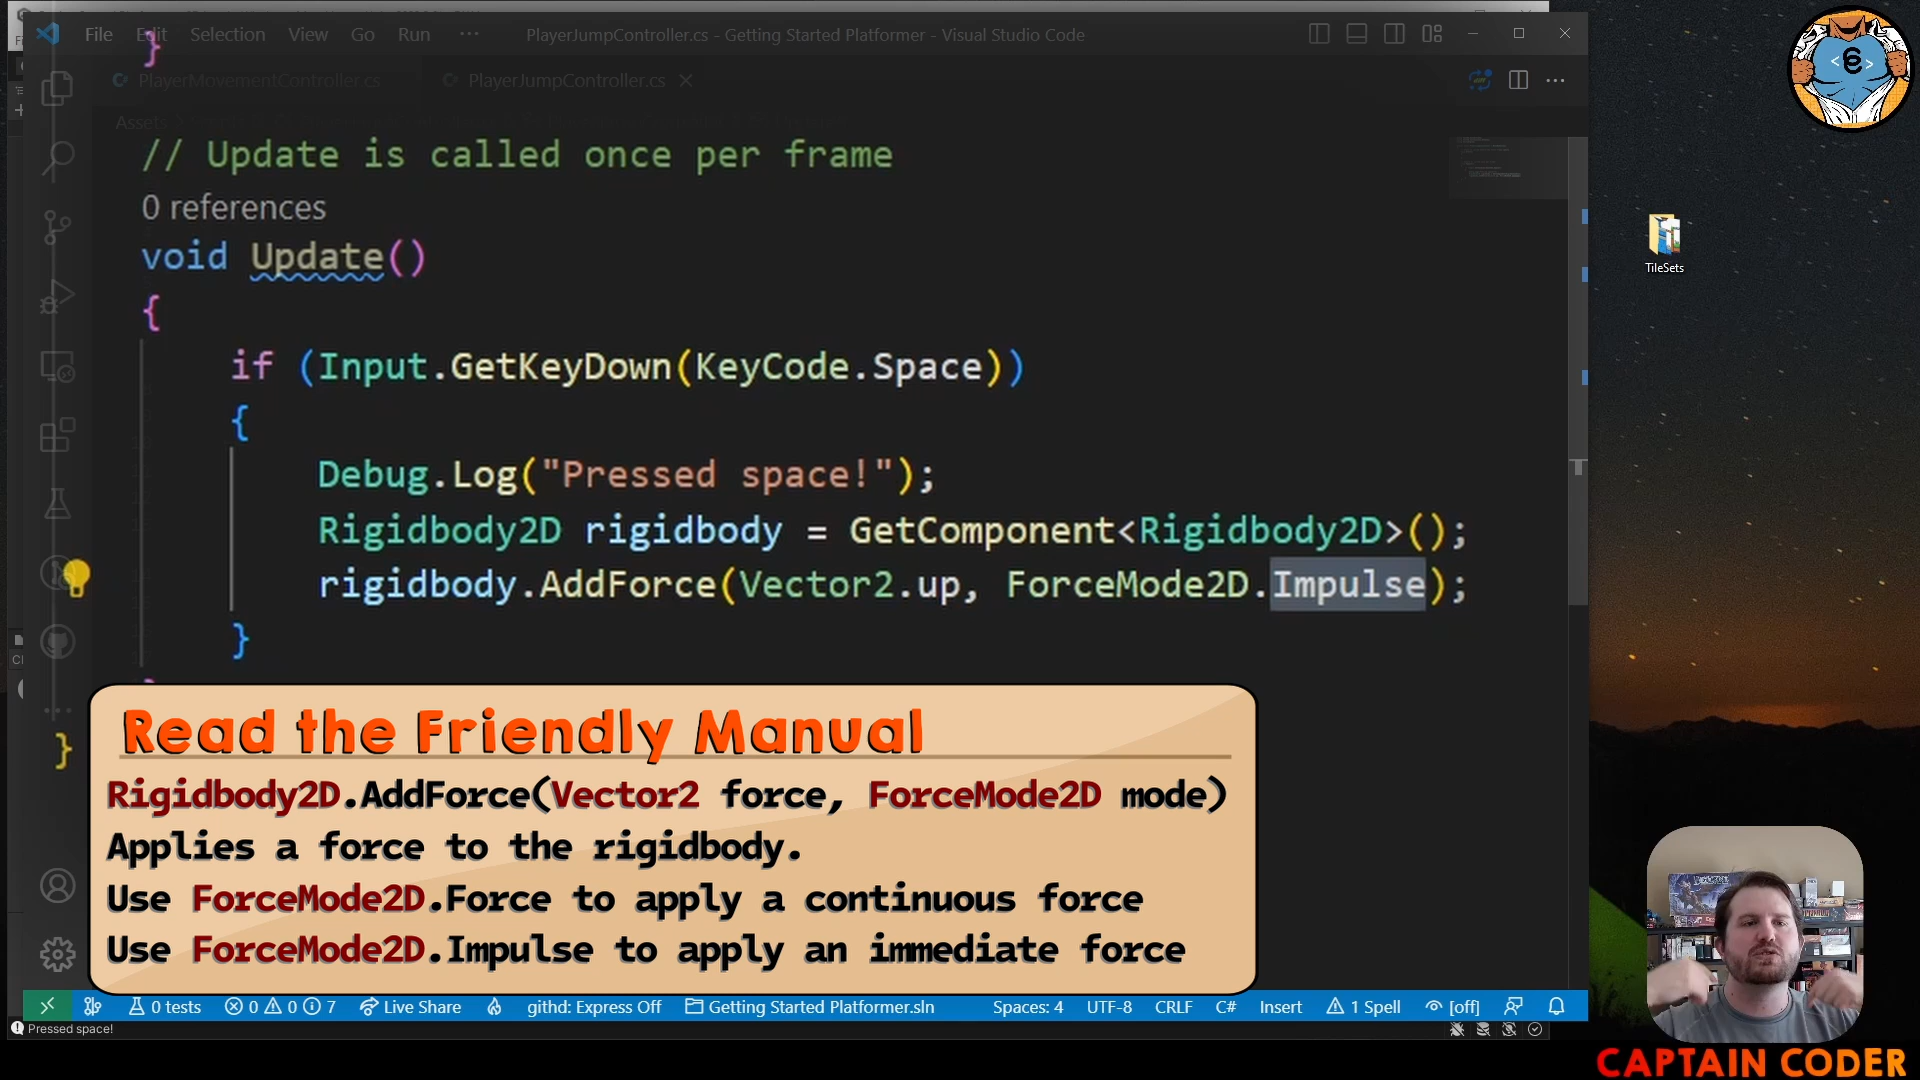 File Edit Selection View Go Run ···
PlayerJumpController.cs - Getting Started Platformer - Visual Studio Code
}
PlayerMovementController.cs
PlayerJumpController.cs
Assets
// Update is called once per frame
0 references
void Update()
{
if (Input.GetKeyDown(KeyCode.Space))
{
Debug.Log("Pressed space!");
Rigidbody2D rigidbody = GetComponent<Rigidbody2D>();
rigidbody.AddForce(Vector2.up, ForceMode2D.Impulse);
}
}
TileSets
Read the Friendly Manual
Rigidbody2D.AddForce(Vector2 force, ForceMode2D mode)
Applies a force to the rigidbody.
Use ForceMode2D.Force to apply a continuous force
Use ForceMode2D.Impulse to apply an immediate force
0 tests 0 0 7 Live Share githd: Express Off Getting Started Platformer.sln Spaces: 4 UTF-8 CRLF C# Insert 1 Spell [off]
Pressed space!
CAPTAIN CODER